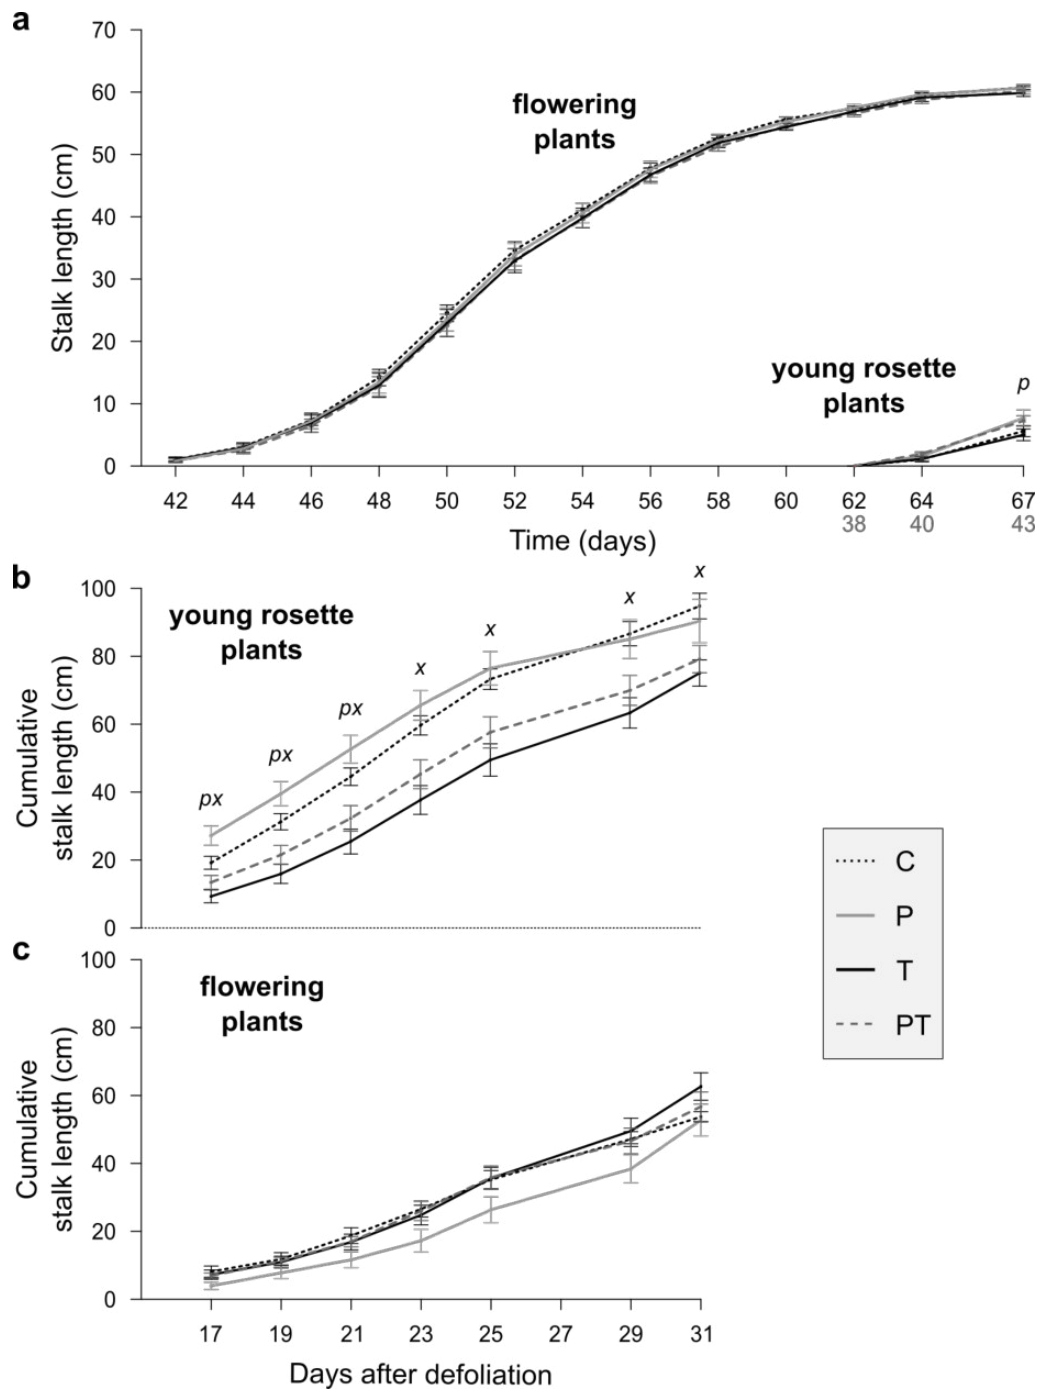 a
70
60
50
40
30
20
10
0
Stalk length (cm)
flowering
plants
young rosette
plants
p
42 44 46 48 50 52 54 56 58 60 62 64 67
38 40 43
Time (days)
b
100
80
60
40
20
0
Cumulative
stalk length (cm)
young rosette
plants
px px px x x x x
c
100
80
60
40
20
0
Cumulative
stalk length (cm)
flowering
plants
17 19 21 23 25 27 29 31
Days after defoliation
C
P
T
PT